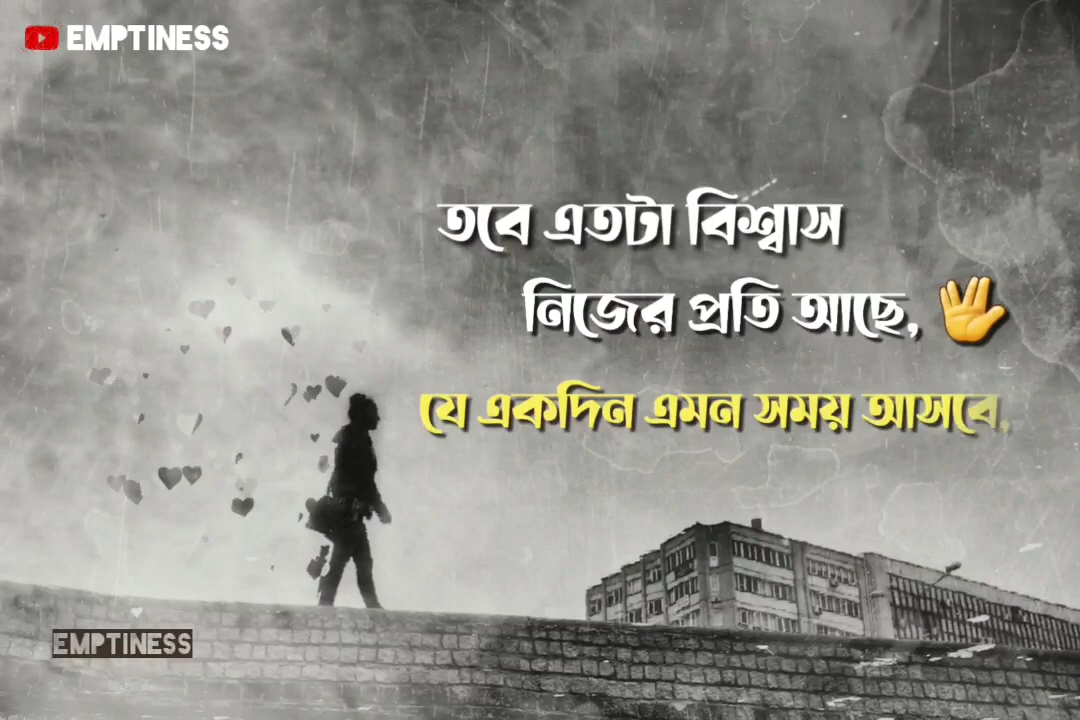 EMPTINESS
তবে এতটা বিশ্বাস
নিজের প্রতি আছে, 🖖
যে একদিন এমন সময় আসবে,
EMPTINESS